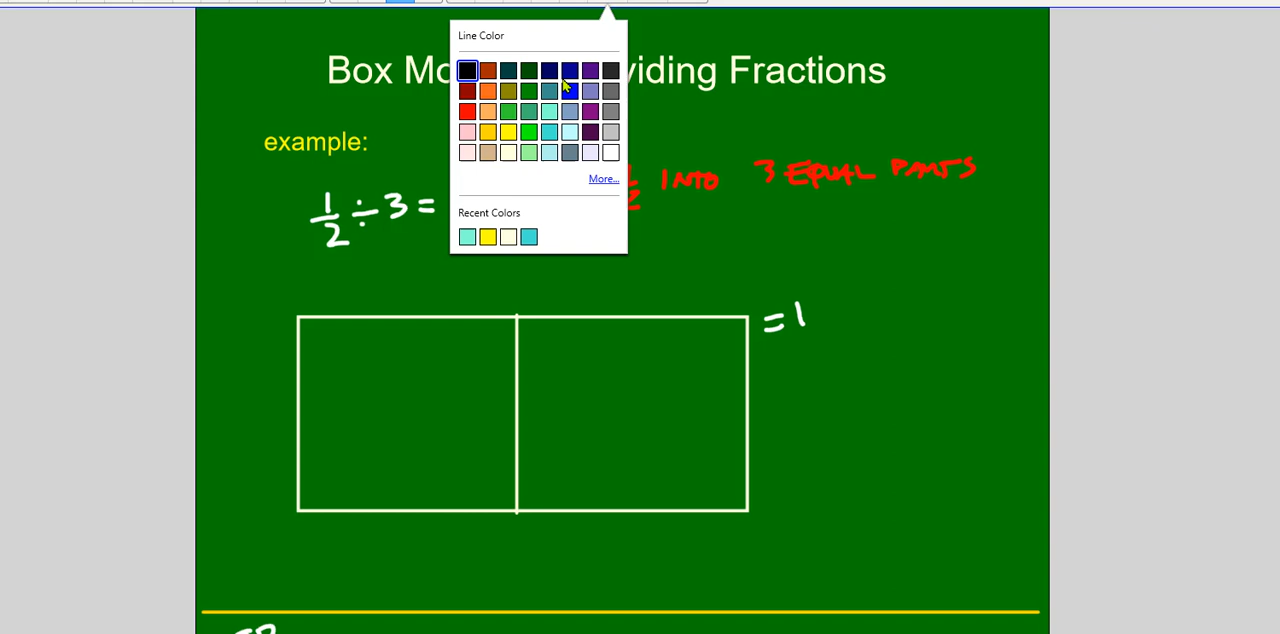 Line Color
Box Mo viding Fractions
example:
INTO 3 EQUAL PARTS
More...
1/2 ÷ 3 =
Recent Colors
= 1